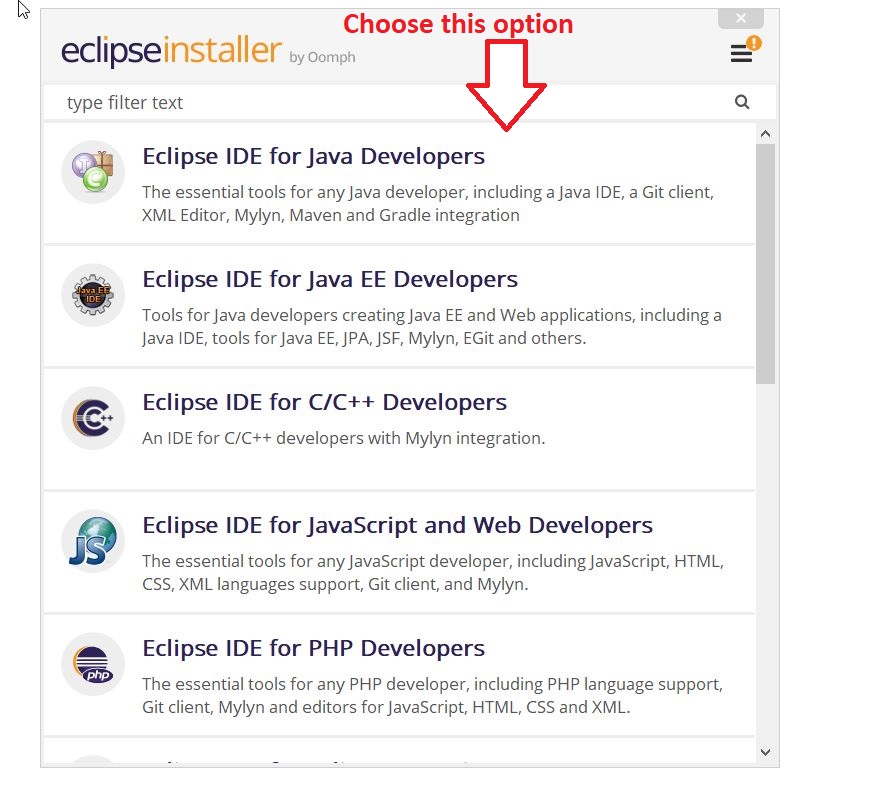 Choose this option
eclipseinstaller by Oomph
!
type filter text
Eclipse IDE for Java Developers
The essential tools for any Java developer, including a Java IDE, a Git client,
XML Editor, Mylyn, Maven and Gradle integration
Java EE
IDE
Eclipse IDE for Java EE Developers
Tools for Java developers creating Java EE and Web applications, including a
Java IDE, tools for Java EE, JPA, JSF, Mylyn, EGit and others.
C++
Eclipse IDE for C/C++ Developers
An IDE for C/C++ developers with Mylyn integration.
JS
Eclipse IDE for JavaScript and Web Developers
The essential tools for any JavaScript developer, including JavaScript, HTML,
CSS, XML languages support, Git client, and Mylyn.
php
Eclipse IDE for PHP Developers
The essential tools for any PHP developer, including PHP language support,
Git client, Mylyn and editors for JavaScript, HTML, CSS and XML.